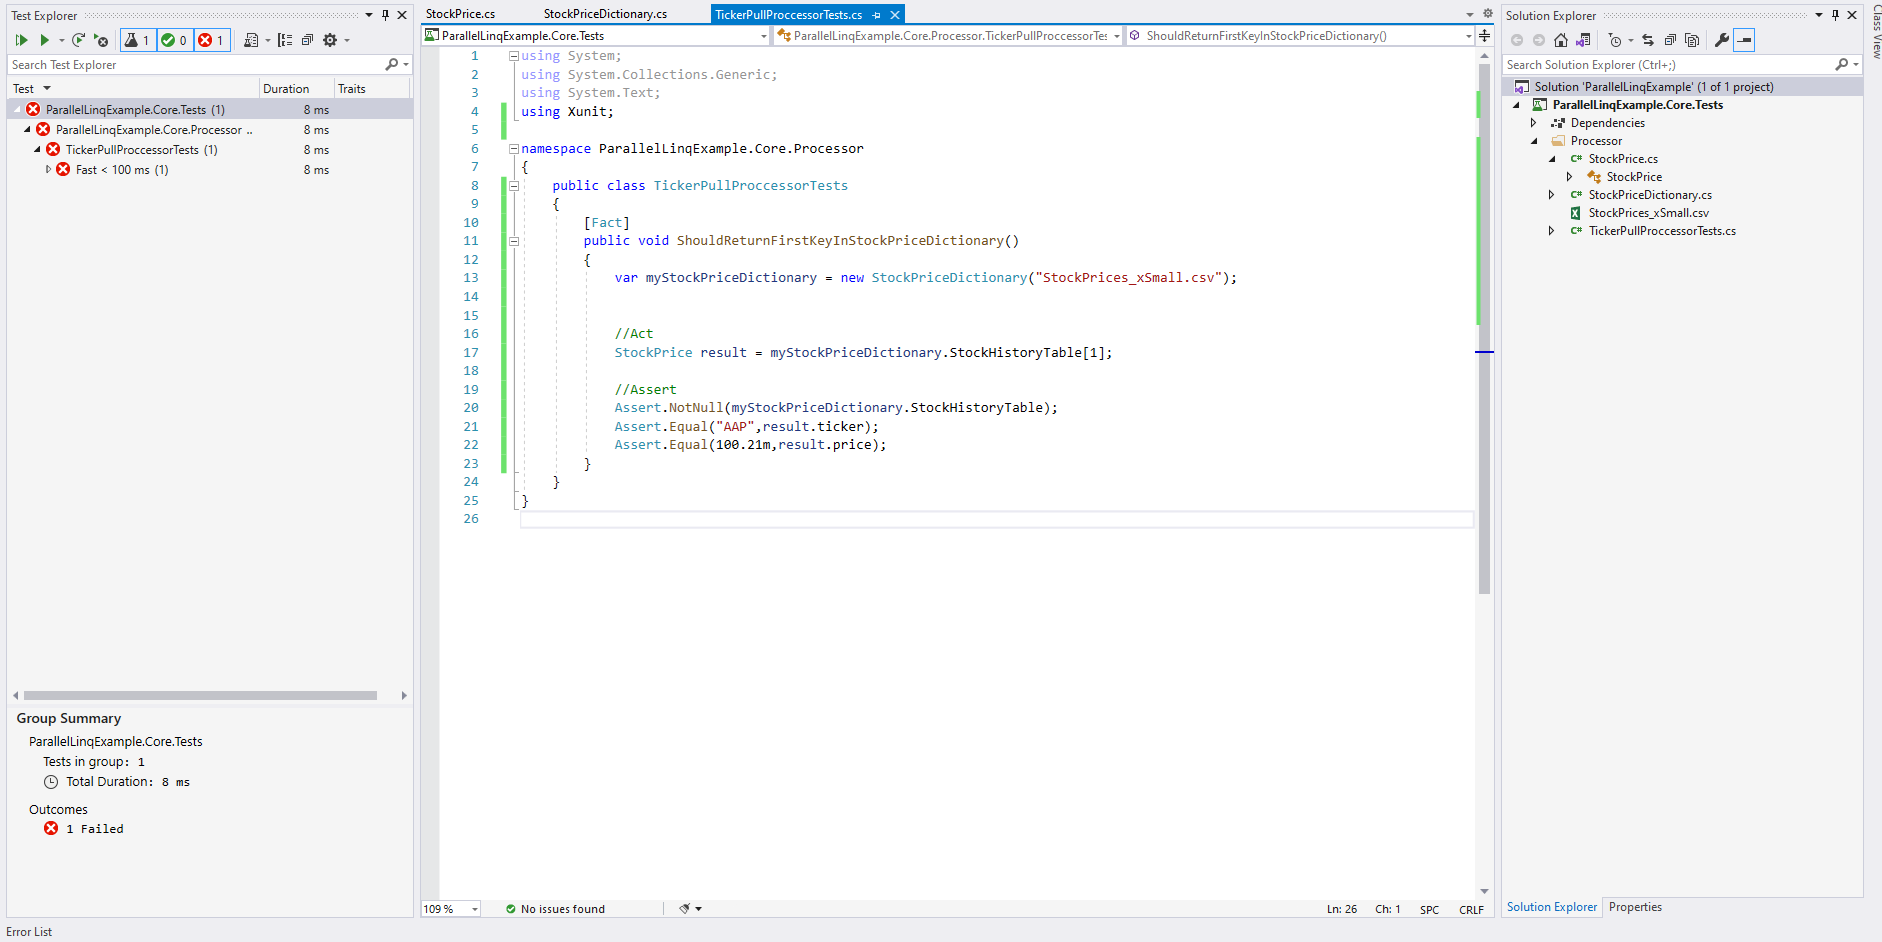 Test Explorer
1 0 1
Search Test Explorer
Test Duration Traits
ParallelLinqExample.Core.Tests (1) 8 ms
ParallelLinqExample.Core.Processor .. 8 ms
TickerPullProccessorTests (1) 8 ms
Fast < 100 ms (1) 8 ms
Group Summary
ParallelLinqExample.Core.Tests
Tests in group: 1
Total Duration: 8 ms
Outcomes
1 Failed
Error List
StockPrice.cs StockPriceDictionary.cs TickerPullProccessorTests.cs
ParallelLinqExample.Core.Tests ParallelLinqExample.Core.Processor.TickerPullProccessorTes ShouldReturnFirstKeyInStockPriceDictionary()
1 using System;
2 using System.Collections.Generic;
3 using System.Text;
4 using Xunit;
5
6 namespace ParallelLinqExample.Core.Processor
7 {
8 public class TickerPullProccessorTests
9 {
10 [Fact]
11 public void ShouldReturnFirstKeyInStockPriceDictionary()
12 {
13 var myStockPriceDictionary = new StockPriceDictionary("StockPrices_xSmall.csv");
14
15
16 //Act
17 StockPrice result = myStockPriceDictionary.StockHistoryTable[1];
18
19 //Assert
20 Assert.NotNull(myStockPriceDictionary.StockHistoryTable);
21 Assert.Equal("AAP",result.ticker);
22 Assert.Equal(100.21m,result.price);
23 }
24 }
25 }
26
109 % No issues found Ln: 26 Ch: 1 SPC CRLF
Solution Explorer
Search Solution Explorer (Ctrl+;)
Solution 'ParallelLinqExample' (1 of 1 project)
ParallelLinqExample.Core.Tests
Dependencies
Processor
C# StockPrice.cs
StockPrice
C# StockPriceDictionary.cs
StockPrices_xSmall.csv
C# TickerPullProccessorTests.cs
Solution Explorer Properties
Class View